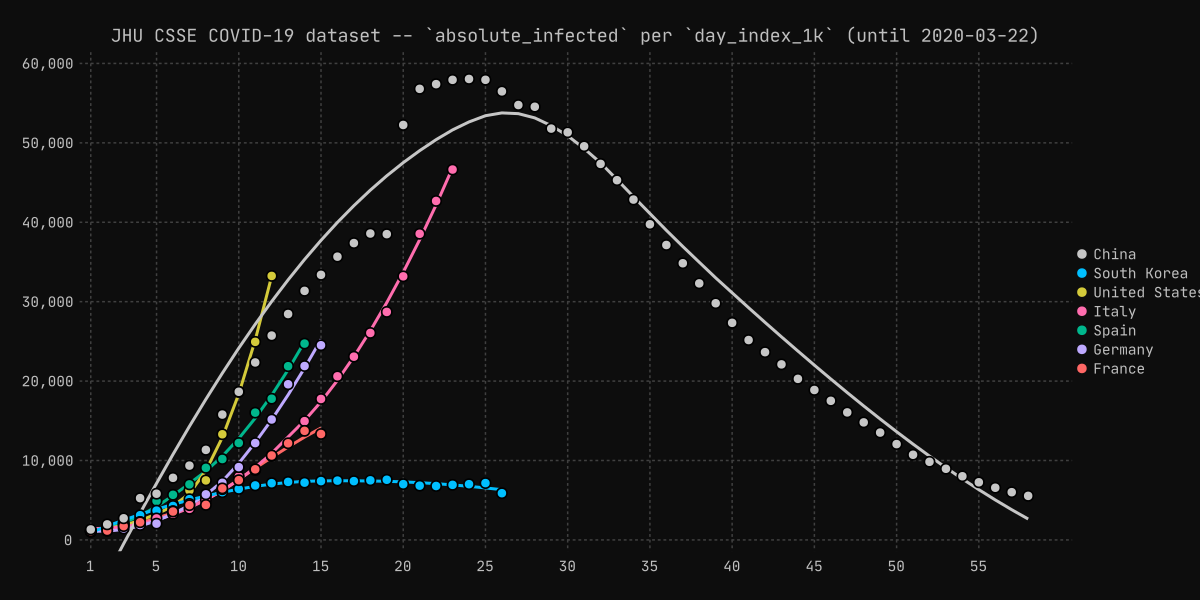 JHU CSSE COVID-19 dataset -- `absolute_infected` per `day_index_1k` (until 2020-03-22)
60,000
50,000
40,000
30,000
20,000
10,000
0
1 5 10 15 20 25 30 35 40 45 50 55
China
South Korea
United States
Italy
Spain
Germany
France